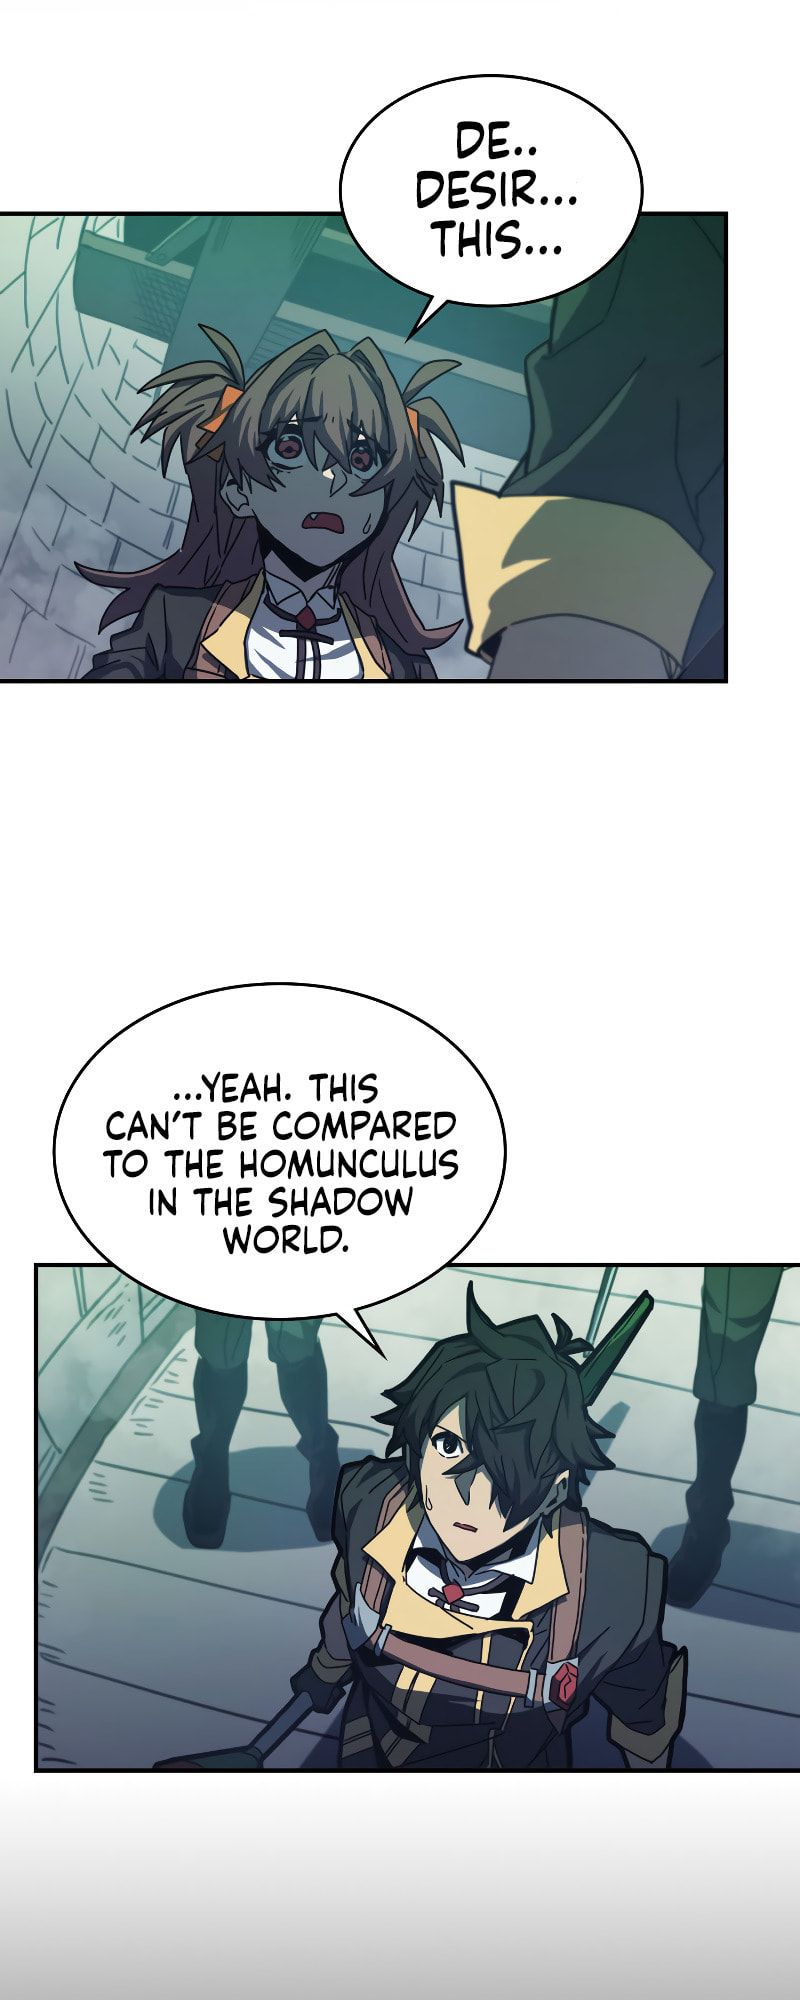 DE..
DESIR...
THIS...
...YEAH. THIS
CAN'T BE COMPARED
TO THE HOMUNCULUS
IN THE SHADOW
WORLD.